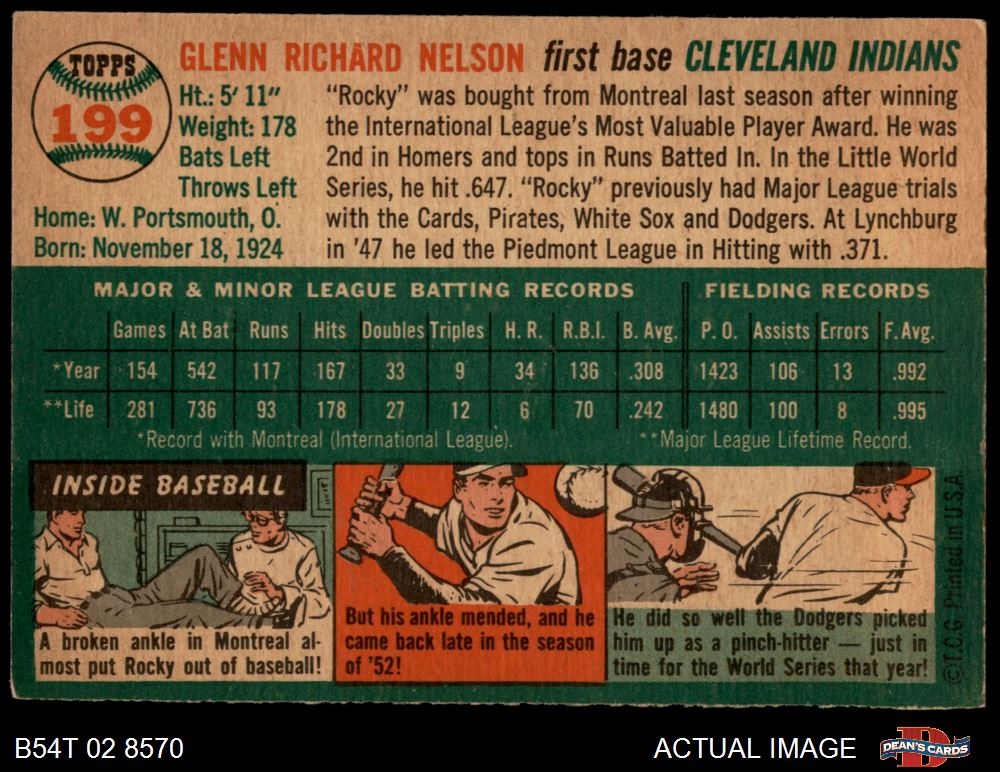 TOPPS
199
GLENN RICHARD NELSON first base CLEVELAND INDIANS
Ht.: 5' 11"
Weight: 178
Bats Left
Throws Left
Home: W. Portsmouth, O.
Born: November 18, 1924
"Rocky" was bought from Montreal last season after winning
the International League's Most Valuable Player Award. He was
2nd in Homers and tops in Runs Batted In. In the Little World
Series, he hit .647. "Rocky" previously had Major League trials
with the Cards, Pirates, White Sox and Dodgers. At Lynchburg
in '47 he led the Piedmont League in Hitting with .371.
MAJOR & MINOR LEAGUE BATTING RECORDS FIELDING RECORDS
Games At Bat Runs Hits Doubles Triples H. R. R.B.I. B. Avg. P. O. Assists Errors F. Avg.
*Year 154 542 117 167 33 9 34 136 .308 1423 106 13 .992
**Life 281 736 93 178 27 12 6 70 .242 1480 100 8 .995
*Record with Montreal (International League). **Major League Lifetime Record.
INSIDE BASEBALL
A broken ankle in Montreal al-
most put Rocky out of baseball!
But his ankle mended, and he
came back late in the season
of '52!
He did so well the Dodgers picked
him up as a pinch-hitter — just in
time for the World Series that year!
©T.C.G. Printed in U.S.A.
B54T 02 8570
ACTUAL IMAGE
D
DEAN'S CARDS